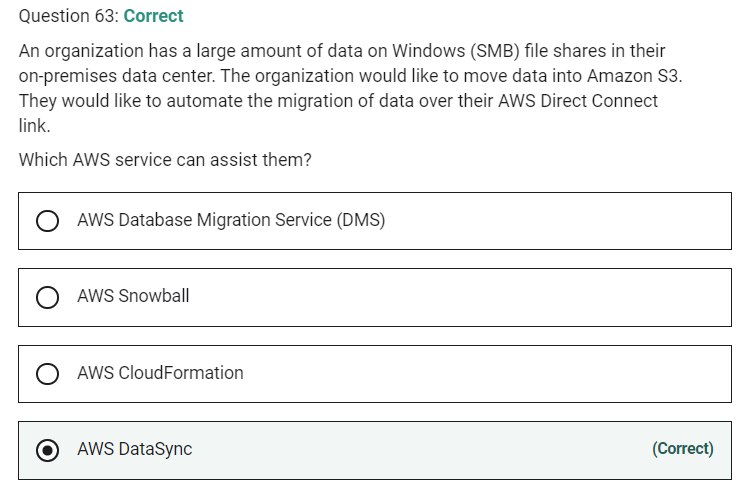 Question 63: Correct
An organization has a large amount of data on Windows (SMB) file shares in their
on-premises data center. The organization would like to move data into Amazon S3.
They would like to automate the migration of data over their AWS Direct Connect
link.
Which AWS service can assist them?
AWS Database Migration Service (DMS)
AWS Snowball
AWS CloudFormation
AWS DataSync (Correct)